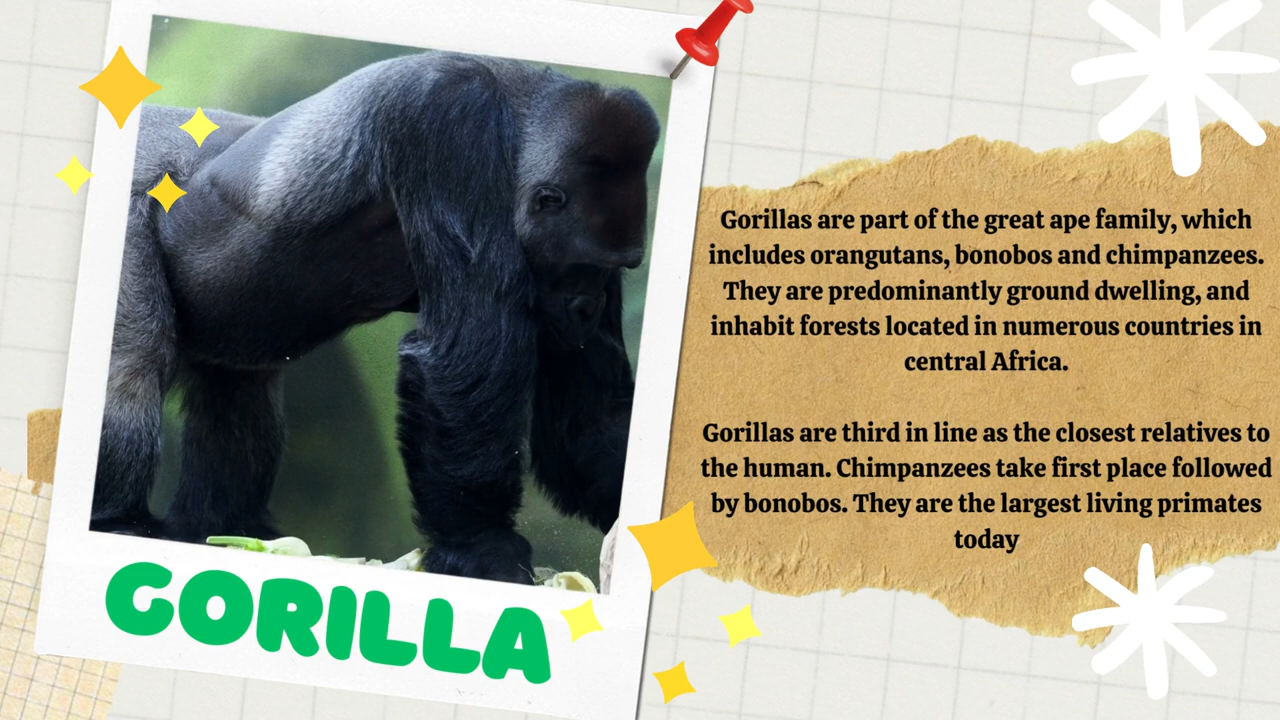 Gorillas are part of the great ape family, which
includes orangutans, bonobos and chimpanzees.
They are predominantly ground dwelling, and
inhabit forests located in numerous countries in
central Africa.
Gorillas are third in line as the closest relatives to
the human. Chimpanzees take first place followed
by bonobos. They are the largest living primates
today
GORILLA